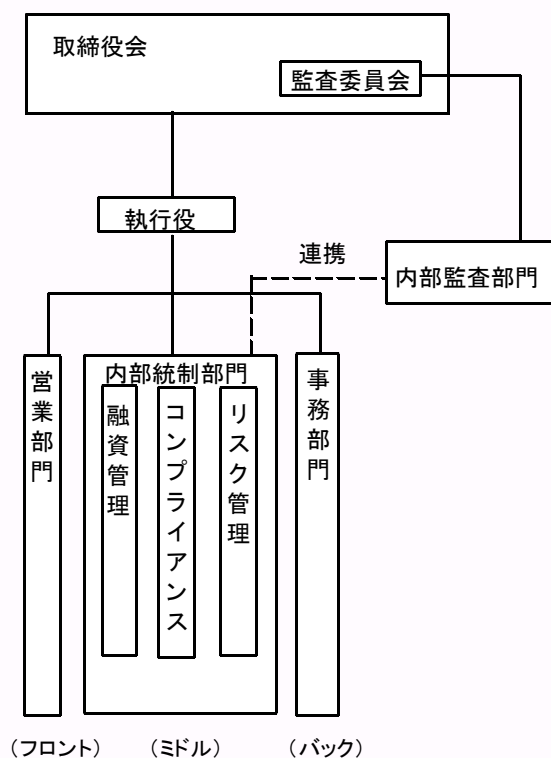 取締役会
監査委員会
執行役
連携
内部監査部門
営業部門
内部統制部門
融資管理
コンプライアンス
リスク管理
事務部門
（フロント）
（ミドル）
（バック）